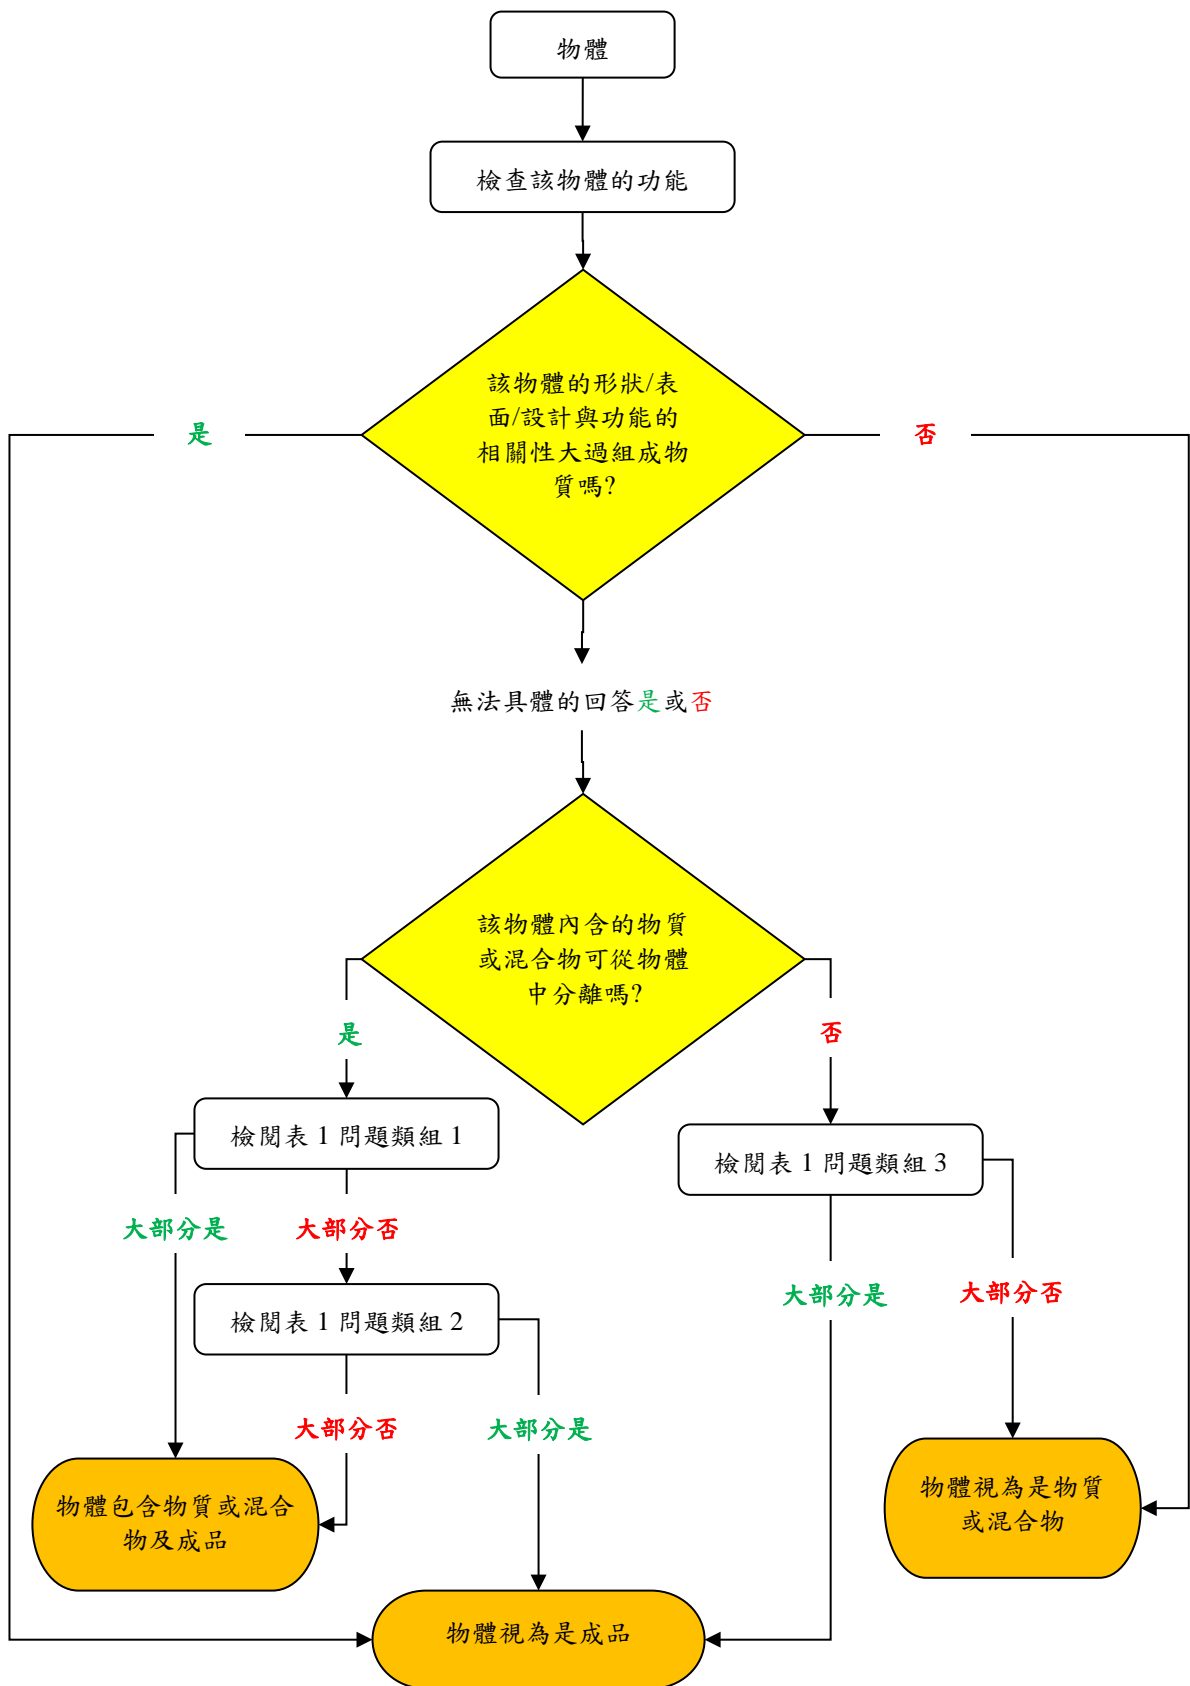 物體
檢查該物體的功能
該物體的形狀/表
面/設計與功能的
相關性大過組成物
質嗎?
是
否
無法具體的回答是或否
該物體內含的物質
或混合物可從物體
中分離嗎?
是
否
檢閱表 1 問題類組 1
檢閱表 1 問題類組 3
大部分是
大部分否
大部分是
大部分否
檢閱表 1 問題類組 2
大部分否
大部分是
物體包含物質或混合
物及成品
物體視為是物質
或混合物
物體視為是成品